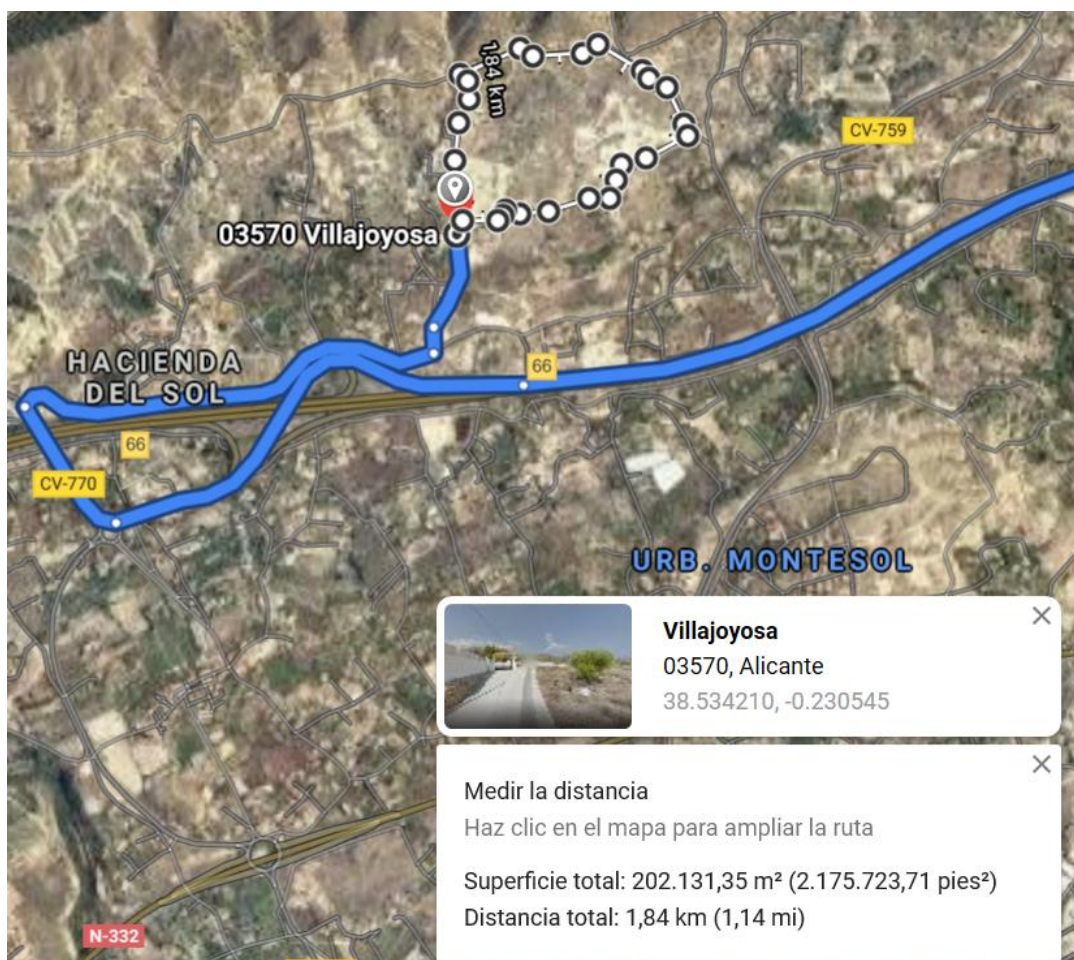 1,84 km
CV-759
03570 Villajoyosa
HACIENDA
DEL SOL
66
66
CV-770
URB. MONTESOL
Villajoyosa
03570, Alicante
38.534210, -0.230545
Medir la distancia
Haz clic en el mapa para ampliar la ruta
Superficie total: 202.131,35 m² (2.175.723,71 pies²)
Distancia total: 1,84 km (1,14 mi)
N-332